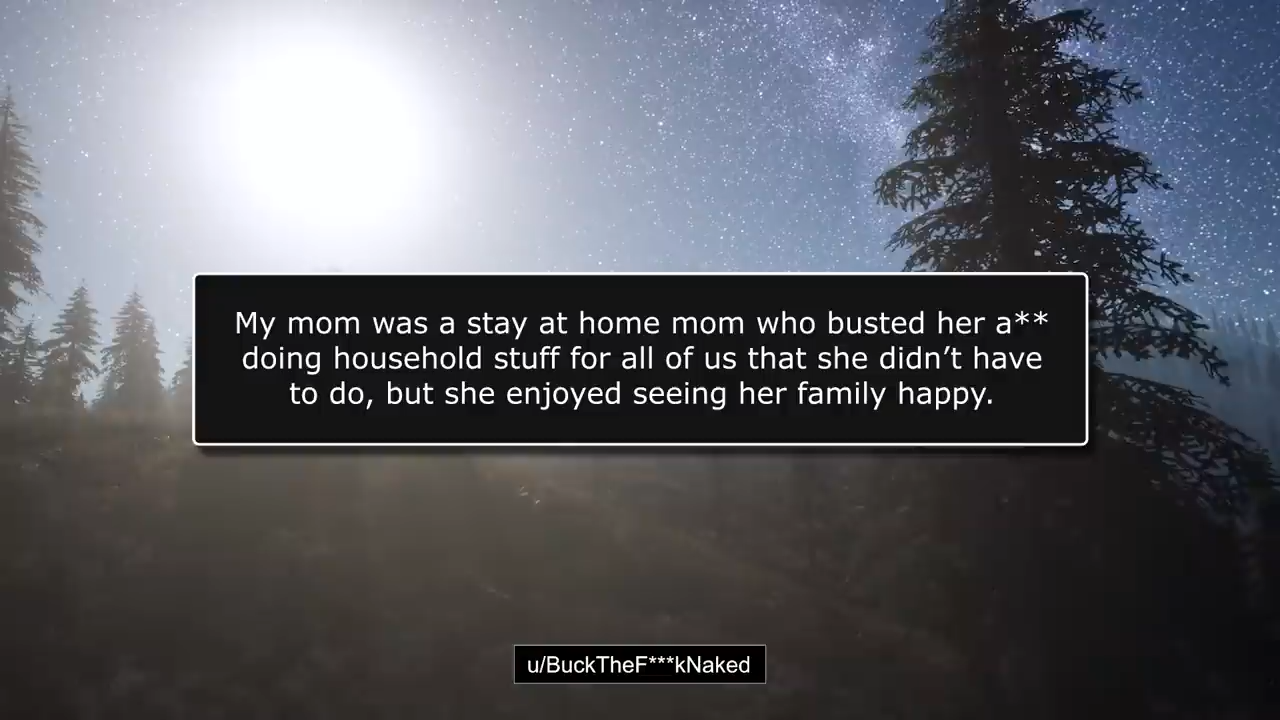 My mom was a stay at home mom who busted her a**
doing household stuff for all of us that she didn’t have
to do, but she enjoyed seeing her family happy.
u/BuckTheF***kNaked